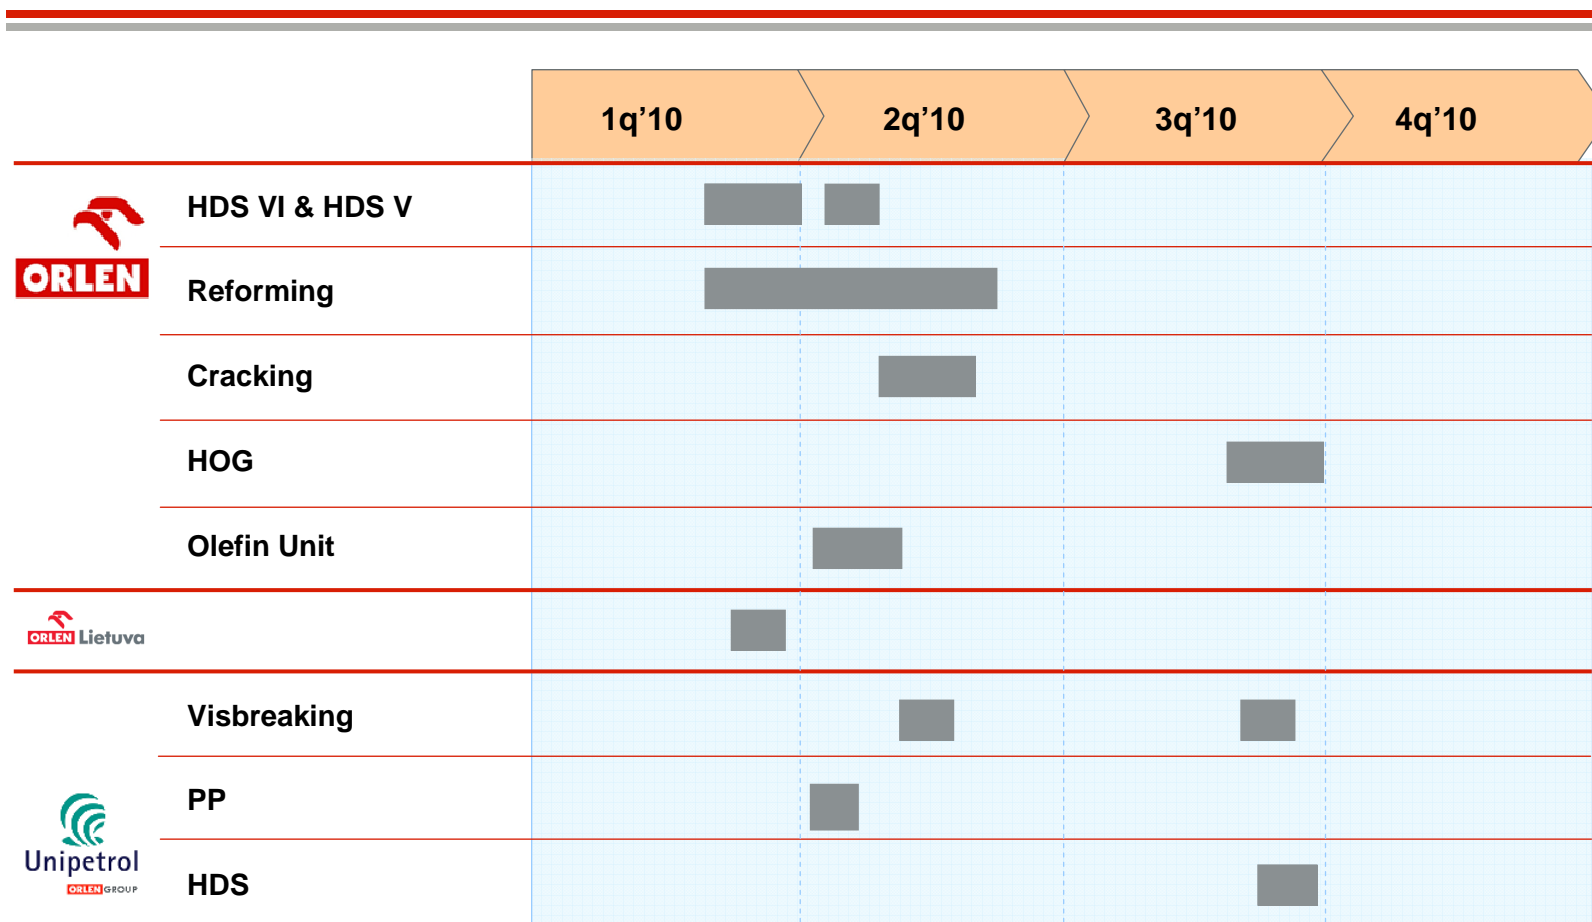 1q’10 2q’10 3q’10 4q’10
HDS VI & HDS V
ORLEN
Reforming
Cracking
HOG
Olefin Unit
ORLEN Lietuva
Visbreaking
PP
Unipetrol
ORLEN GROUP
HDS